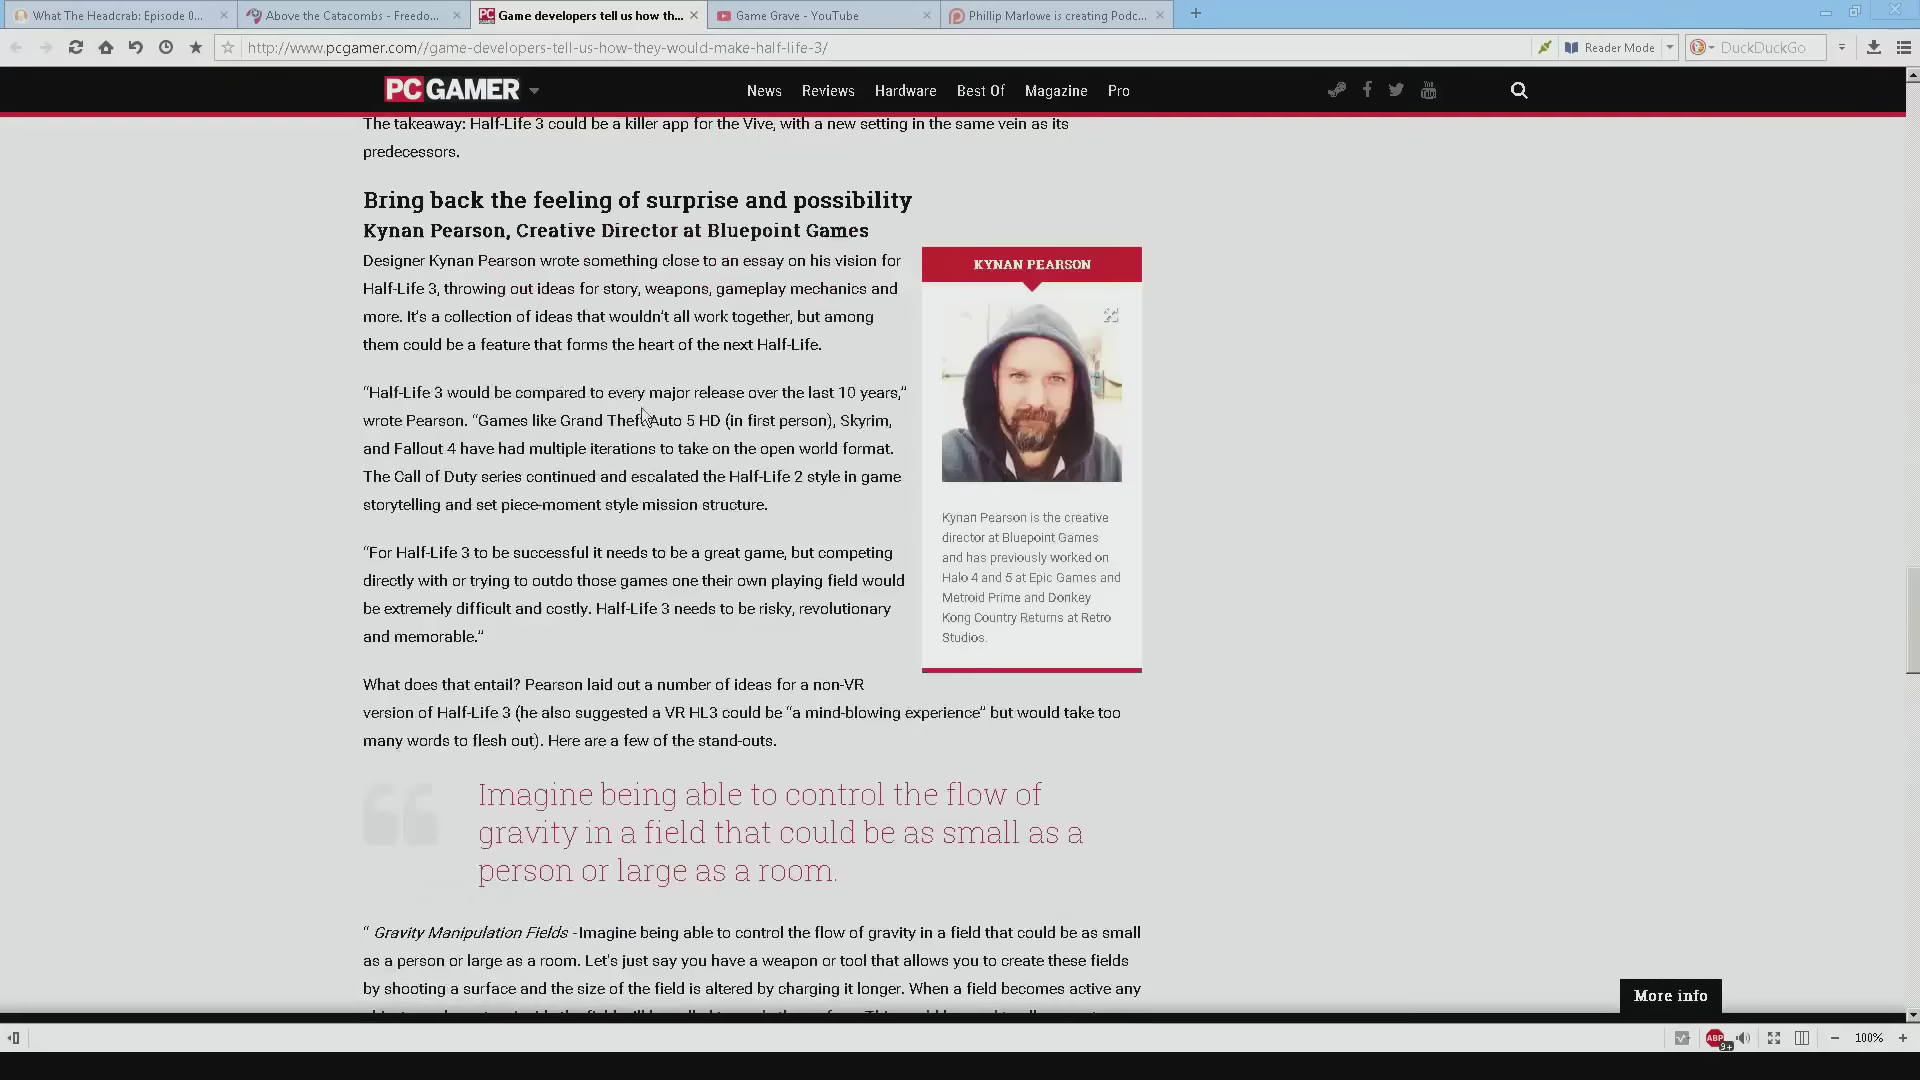 What The Headcrab: Episode 0...
Above the Catacombs - Freedo...
Game developers tell us how th...
Game Grave - YouTube
Phillip Marlowe is creating Podc...
http://www.pcgamer.com//game-developers-tell-us-how-they-would-make-half-life-3/
Reader Mode
DuckDuckGo
PC GAMER
News
Reviews
Hardware
Best Of
Magazine
Pro
The takeaway: Half-Life 3 could be a killer app for the Vive, with a new setting in the same vein as its
predecessors.
Bring back the feeling of surprise and possibility
Kynan Pearson, Creative Director at Bluepoint Games
Designer Kynan Pearson wrote something close to an essay on his vision for
Half-Life 3, throwing out ideas for story, weapons, gameplay mechanics and
more. It’s a collection of ideas that wouldn’t all work together, but among
them could be a feature that forms the heart of the next Half-Life.
“Half-Life 3 would be compared to every major release over the last 10 years,”
wrote Pearson. “Games like Grand Theft Auto 5 HD (in first person), Skyrim,
and Fallout 4 have had multiple iterations to take on the open world format.
The Call of Duty series continued and escalated the Half-Life 2 style in game
storytelling and set piece-moment style mission structure.
“For Half-Life 3 to be successful it needs to be a great game, but competing
directly with or trying to outdo those games one their own playing field would
be extremely difficult and costly. Half-Life 3 needs to be risky, revolutionary
and memorable.”
KYNAN PEARSON
Kynan Pearson is the creative
director at Bluepoint Games
and has previously worked on
Halo 4 and 5 at Epic Games and
Metroid Prime and Donkey
Kong Country Returns at Retro
Studios.
What does that entail? Pearson laid out a number of ideas for a non-VR
version of Half-Life 3 (he also suggested a VR HL3 could be “a mind-blowing experience” but would take too
many words to flesh out). Here are a few of the stand-outs.
Imagine being able to control the flow of
gravity in a field that could be as small as a
person or large as a room.
“ Gravity Manipulation Fields -Imagine being able to control the flow of gravity in a field that could be as small
as a person or large as a room. Let’s just say you have a weapon or tool that allows you to create these fields
by shooting a surface and the size of the field is altered by charging it longer. When a field becomes active any
More info
ABP
9+
100%